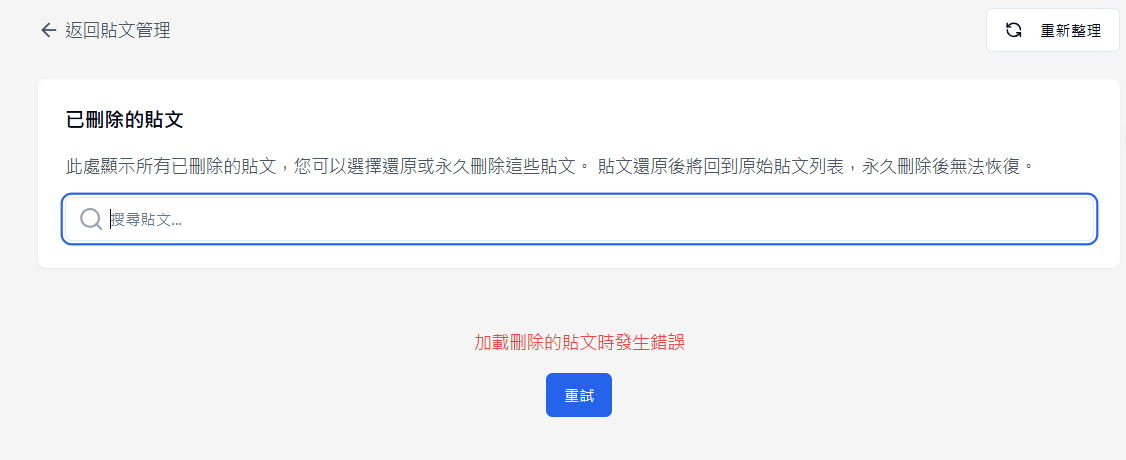 返回貼文管理
重新整理
已刪除的貼文
此處顯示所有已刪除的貼文，您可以選擇還原或永久刪除這些貼文。 貼文還原後將回到原始貼文列表，永久刪除後無法恢復。
搜尋貼文...
加載刪除的貼文時發生錯誤
重試